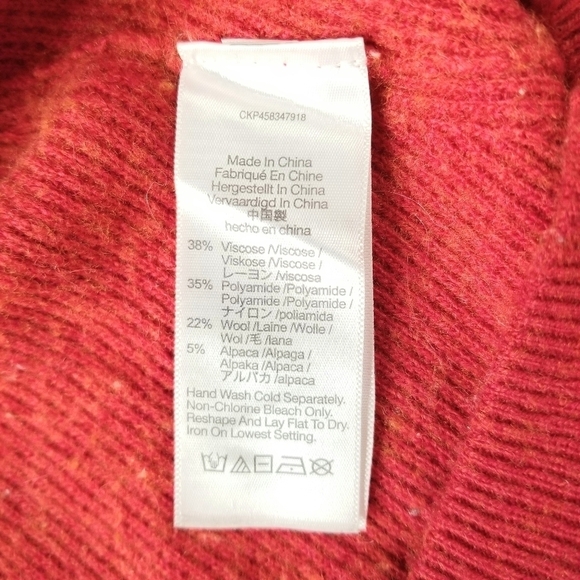 CKP458347918
Made In China
Fabriqué En Chine
Hergestellt In China
Vervaardigd In China
中国製
hecho en china
38% Viscose /Viscose /
Viskose /Viscose /
レーヨン /viscosa
35% Polyamide /Polyamide /
Polyamide /Polyamide /
ナイロン /poliamida
22% Wool /Laine /Wolle /
Wol /毛 /lana
5% Alpaca /Alpaga /
Alpaka /Alpaca /
アルパカ /alpaca
Hand Wash Cold Separately.
Non-Chlorine Bleach Only.
Reshape And Lay Flat To Dry.
Iron On Lowest Setting.